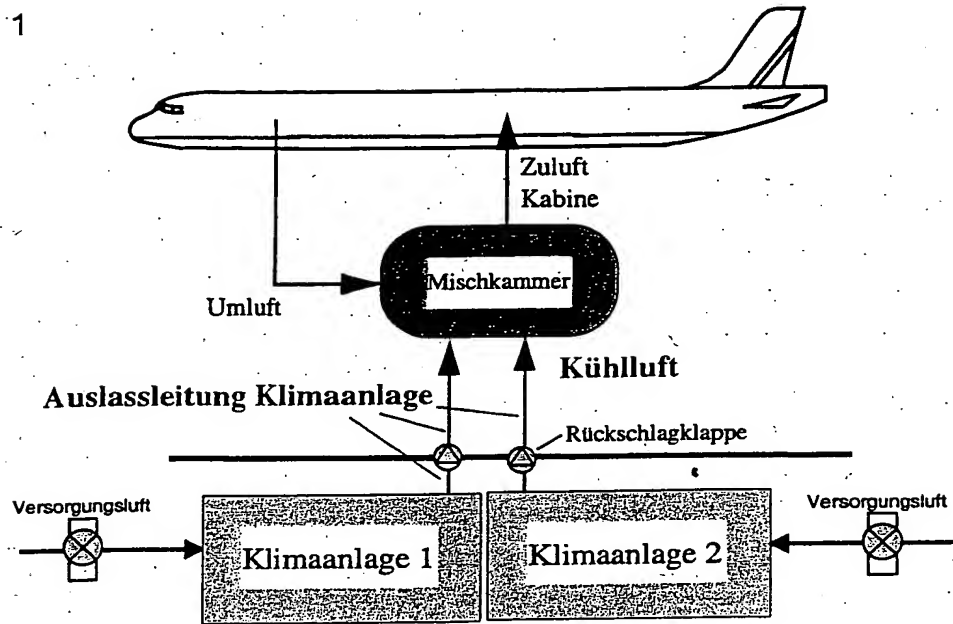 1
Zuluft
Kabine
Mischkammer
Umluft
Kühlluft
Auslassleitung Klimaanlage
Rückschlagklappe
Versorgungsluft
Versorgungsluft
Klimaanlage 1
Klimaanlage 2